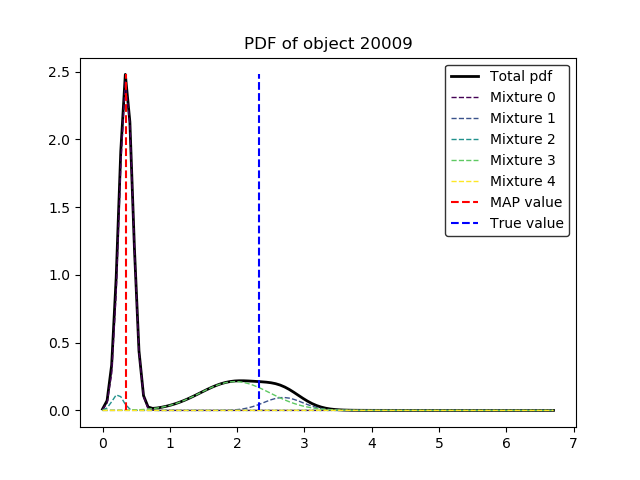 PDF of object 20009
2.5
2.0
1.5
1.0
0.5
0.0
0 1 2 3 4 5 6 7
Total pdf
Mixture 0
Mixture 1
Mixture 2
Mixture 3
Mixture 4
MAP value
True value